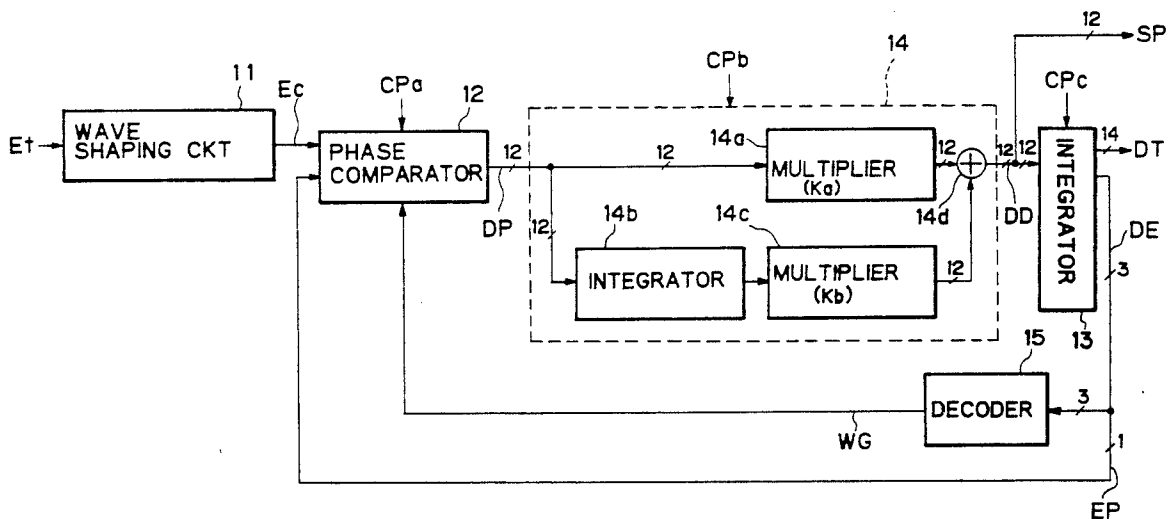 12
SP
CPb
14
11
Ec
CPa
12
CPc
Et
WAVE
SHAPING CKT
PHASE
COMPARATOR
12
DP
12
14a
MULTIPLIER
(Ka)
12
14d
12
DD
12
INTEGRATOR
14
DT
DE
3
13
12
14b
INTEGRATOR
14c
MULTIPLIER
(Kb)
12
15
DECODER
3
WG
1
EP